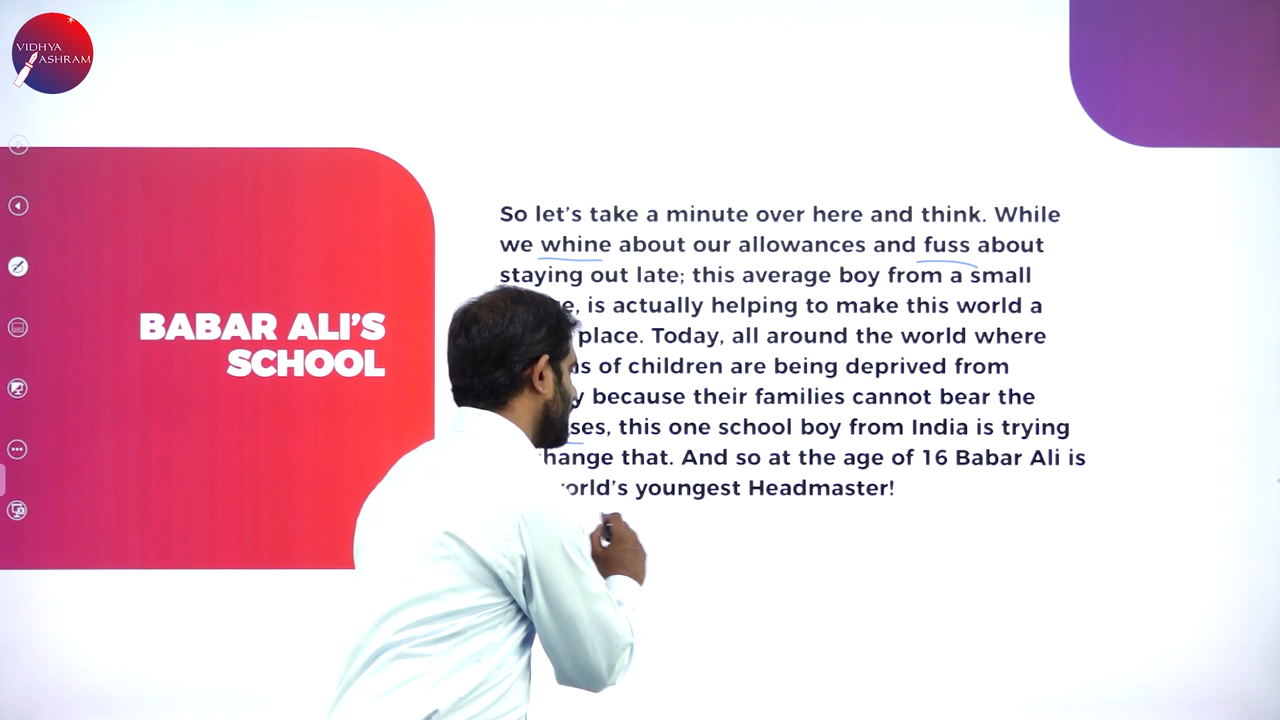 VIDHYA
ASHRAM
BABAR ALI'S
SCHOOL
So let's take a minute over here and think. While
we whine about our allowances and fuss about
staying out late; this average boy from a small
is actually helping to make this world a
place. Today, all around the world where
of children are being deprived from
because their families cannot bear the
this one school boy from India is trying
change that. And so at the age of 16 Babar Ali is
world's youngest Headmaster!